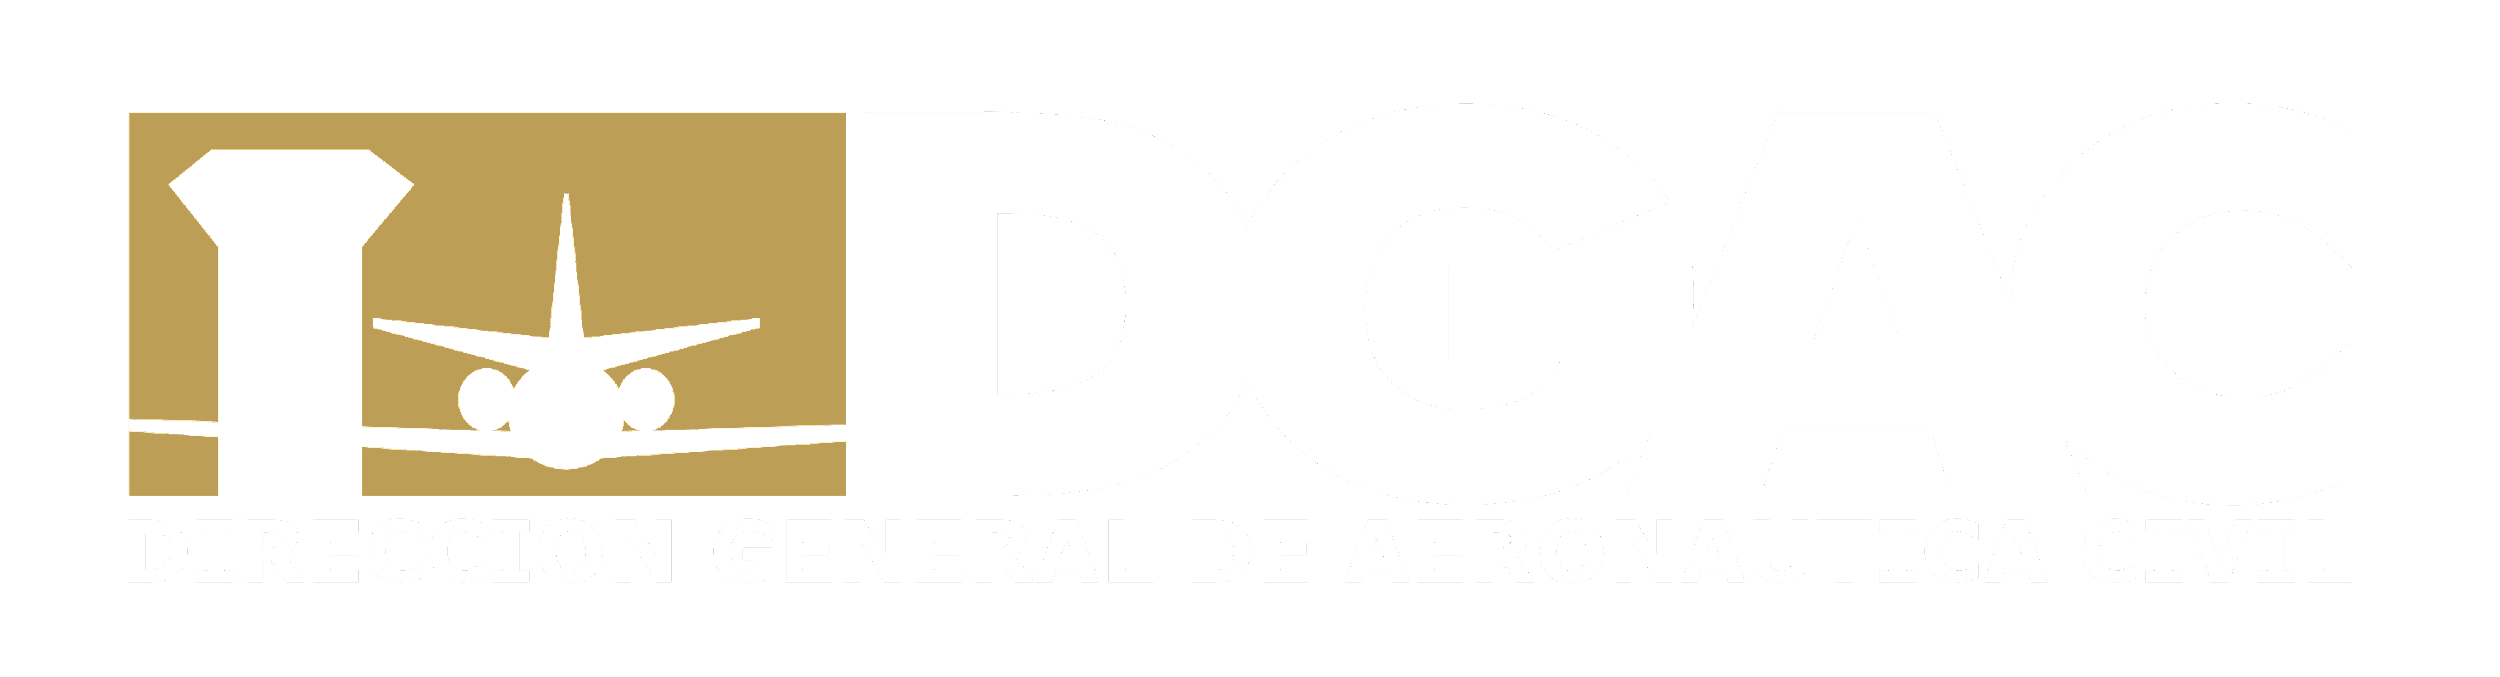 DGAC
DIRECCION GENERAL DE AERONAUTICA CIVIL